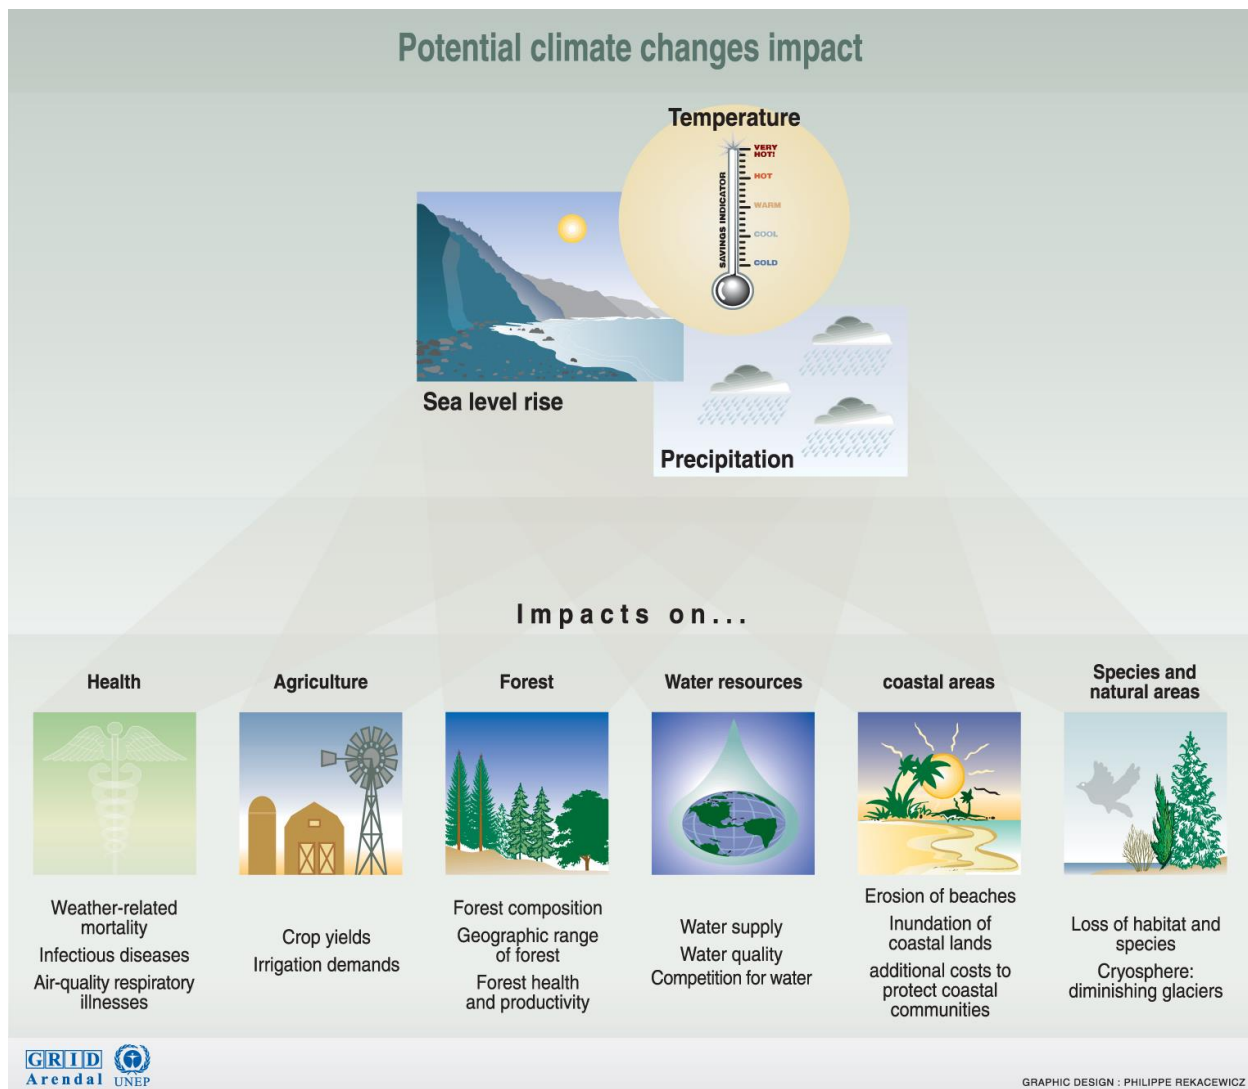 Potential climate changes impact
Temperature
VERY
HOT!
HOT
WARM
COOL
COLD
SAVINGS INDICATOR
Sea level rise
Precipitation
Impacts on...
Health
Agriculture
Forest
Water resources
coastal areas
Species and
natural areas
Weather-related
mortality
Infectious diseases
Air-quality respiratory
illnesses
Crop yields
Irrigation demands
Forest composition
Geographic range
of forest
Forest health
and productivity
Water supply
Water quality
Competition for water
Erosion of beaches
Inundation of
coastal lands
additional costs to
protect coastal
communities
Loss of habitat and
species
Cryosphere:
diminishing glaciers
GRID
Arendal
UNEP
GRAPHIC DESIGN : PHILIPPE REKACEWICZ